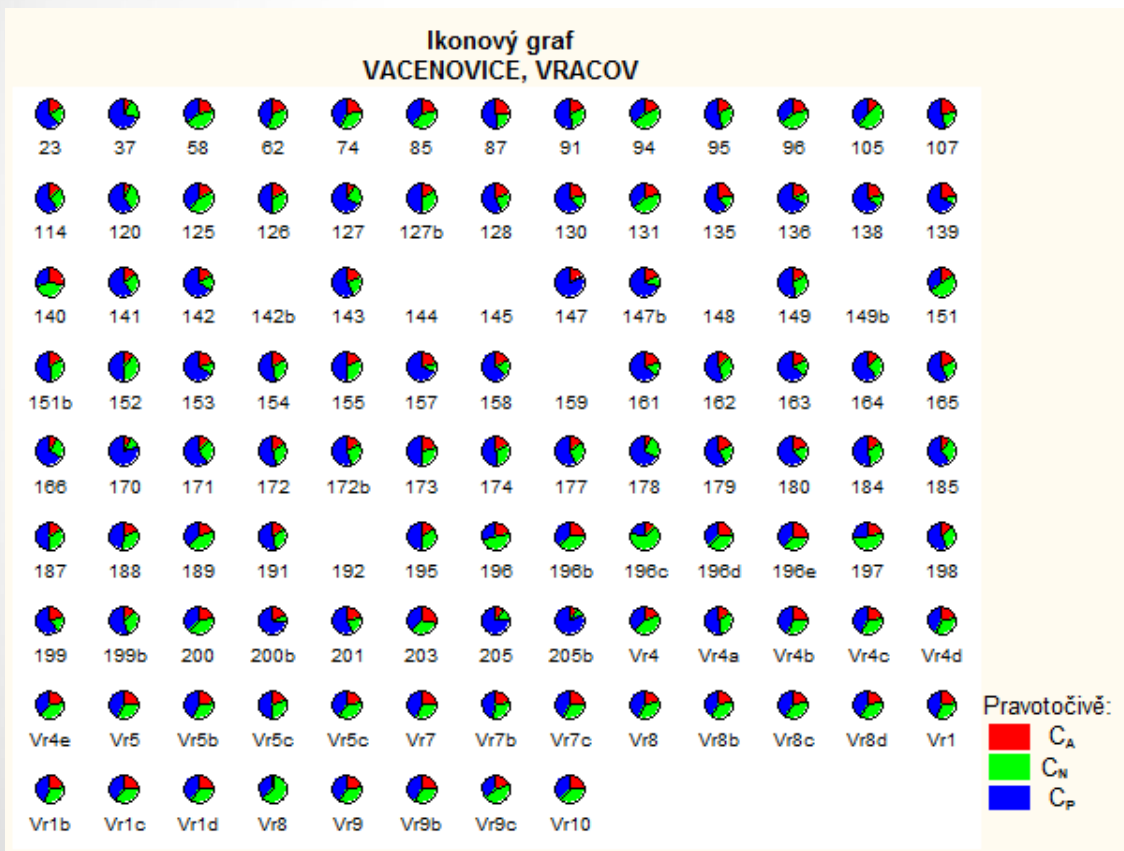 Ikonový graf
VACENOVICE, VRACOV
23 37 58 62 74 85 87 91 94 95 96 105 107
114 120 125 126 127 127b 128 130 131 135 136 138 139
140 141 142 142b 143 144 145 147 147b 148 149 149b 151
151b 152 153 154 155 157 158 159 161 162 163 164 165
166 170 171 172 172b 173 174 177 178 179 180 184 185
187 188 189 191 192 195 196 196b 196c 196d 196e 197 198
199 199b 200 200b 201 203 205 205b Vr4 Vr4a Vr4b Vr4c Vr4d
Vr4e Vr5 Vr5b Vr5c Vr5c Vr7 Vr7b Vr7c Vr8 Vr8b Vr8c Vr8d Vr1
Vr1b Vr1c Vr1d Vr8 Vr9 Vr9b Vr9c Vr10
Pravotočivě:
C_A
C_N
C_P